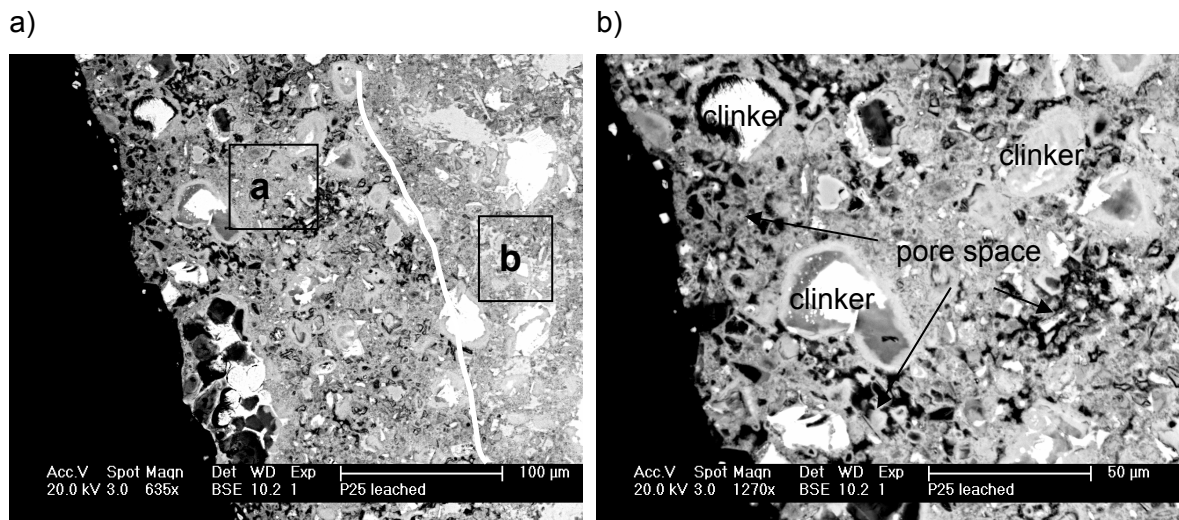 a)
a
b
Acc.V Spot Magn Det WD Exp 100 µm
20.0 kV 3.0 635x BSE 10.2 1 P25 leached
b)
clinker
clinker
pore space
clinker
Acc.V Spot Magn Det WD Exp 50 µm
20.0 kV 3.0 1270x BSE 10.2 1 P25 leached